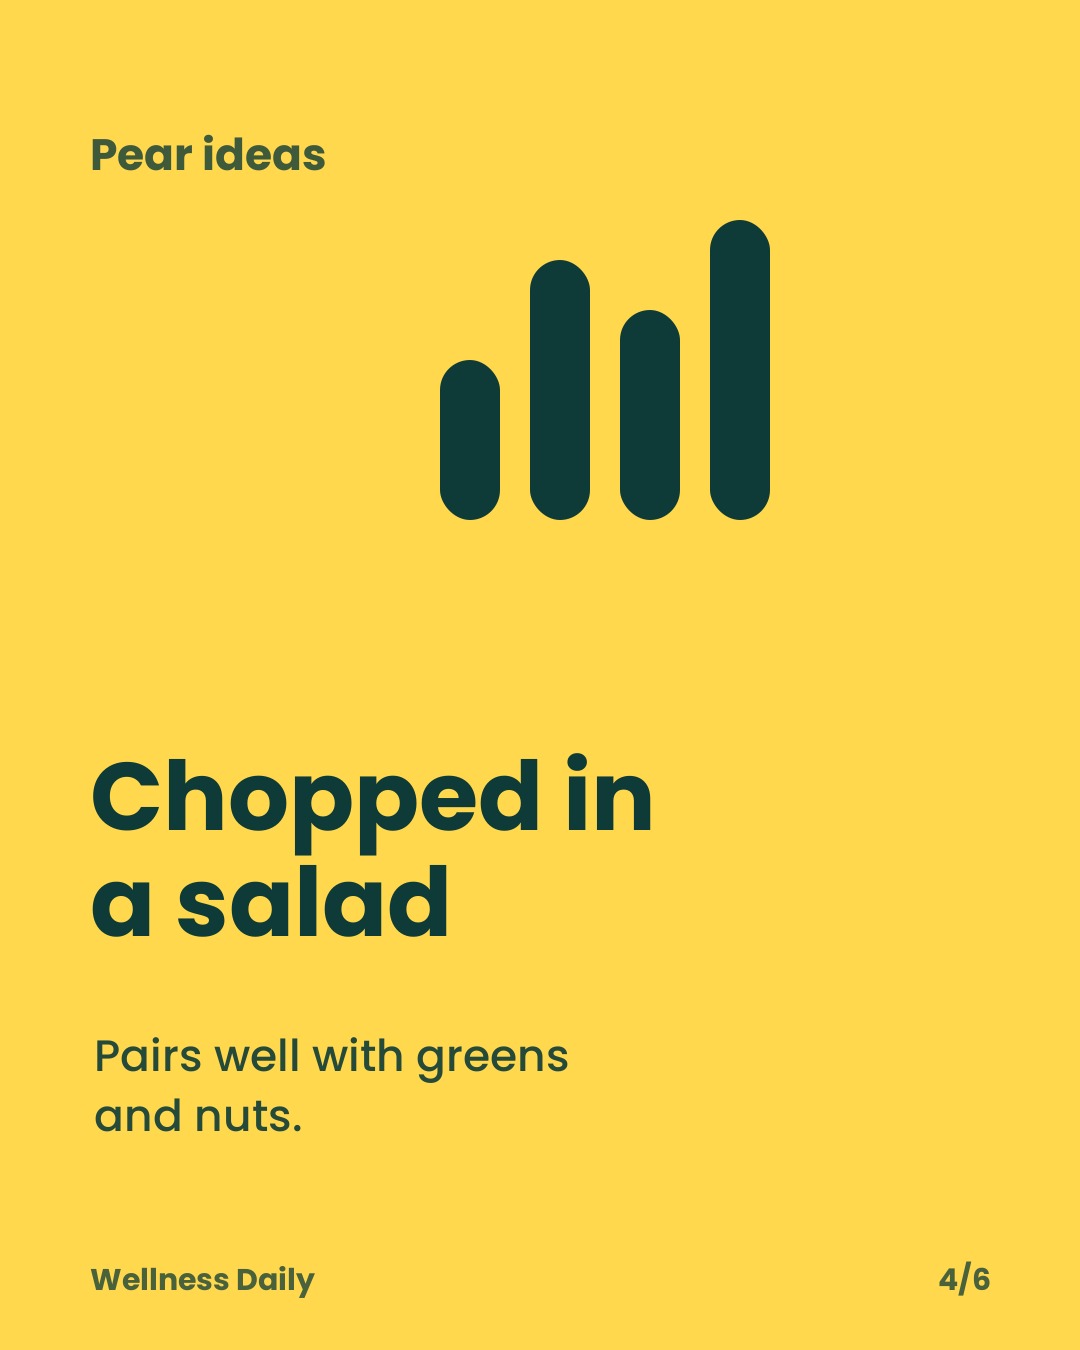 Pear ideas
Chopped in
a salad
Pairs well with greens
and nuts.
Wellness Daily
4/6